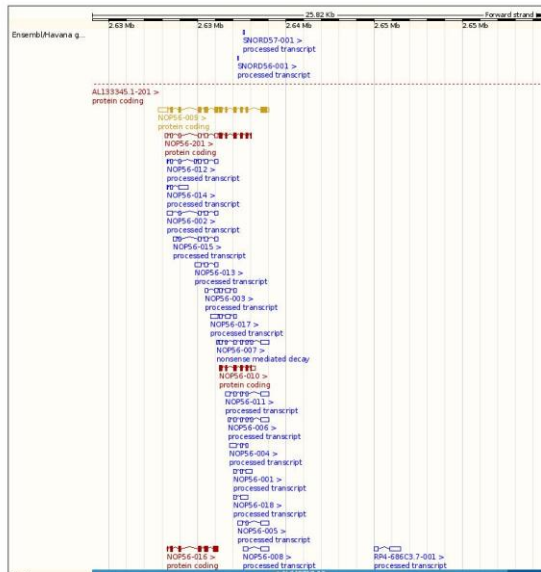 25.82 Kb
Forward strand
2.63 Mb
2.63 Mb
2.64 Mb
2.64 Mb
2.65 Mb
2.65 Mb
Ensembl/Havana g...
SNORD57-001 >
processed transcript
SNORD56-001 >
processed transcript
AL133345.1-201 >
protein coding
NOP56-009 >
protein coding
NOP56-201 >
protein coding
NOP56-012 >
processed transcript
NOP56-014 >
processed transcript
NOP56-002 >
processed transcript
NOP56-015 >
processed transcript
NOP56-013 >
processed transcript
NOP56-003 >
processed transcript
NOP56-017 >
processed transcript
NOP56-007 >
nonsense mediated decay
NOP56-010 >
protein coding
NOP56-011 >
processed transcript
NOP56-006 >
processed transcript
NOP56-004 >
processed transcript
NOP56-001 >
processed transcript
NOP56-018 >
processed transcript
NOP56-005 >
processed transcript
NOP56-016 >
protein coding
NOP56-008 >
processed transcript
RP4-686C3.7-001 >
processed transcript